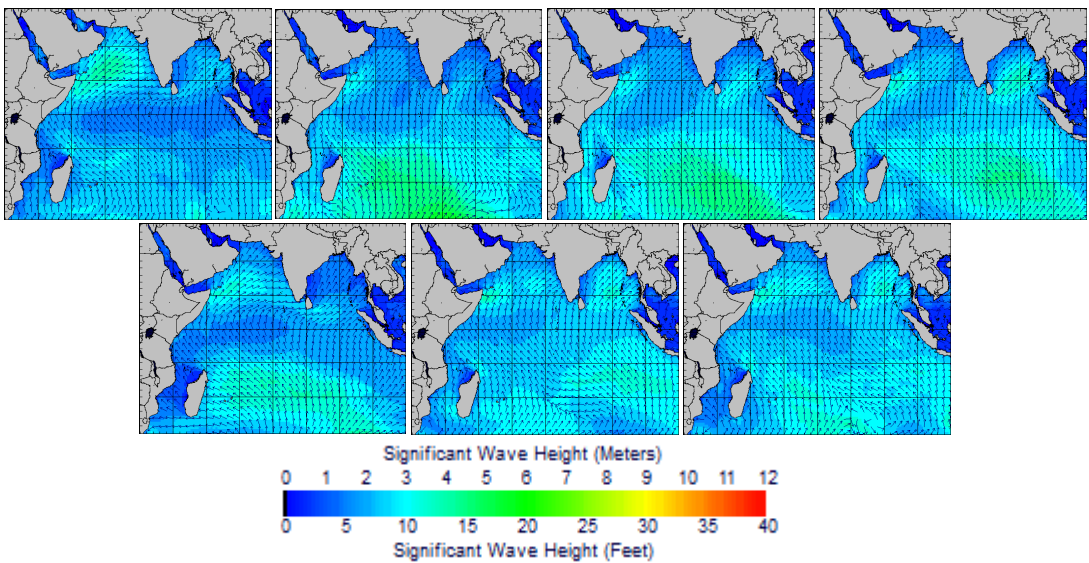 Significant Wave Height (Meters)
0 1 2 3 4 5 6 7 8 9 10 11 12
0 5 10 15 20 25 30 35 40
Significant Wave Height (Feet)